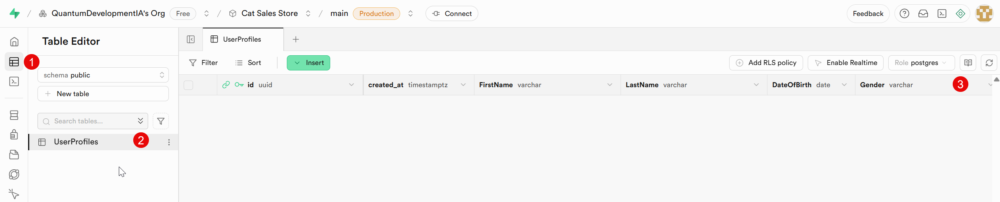 / QuantumDevelopmentIA's Org Free / Cat Sales Store / main Production Connect Feedback
Table Editor
1
schema public
New table
Search tables...
UserProfiles 2
UserProfiles
Filter Sort Insert Add RLS policy Enable Realtime Role postgres
id uuid created_at timestamptz FirstName varchar LastName varchar DateOfBirth date Gender varchar 3